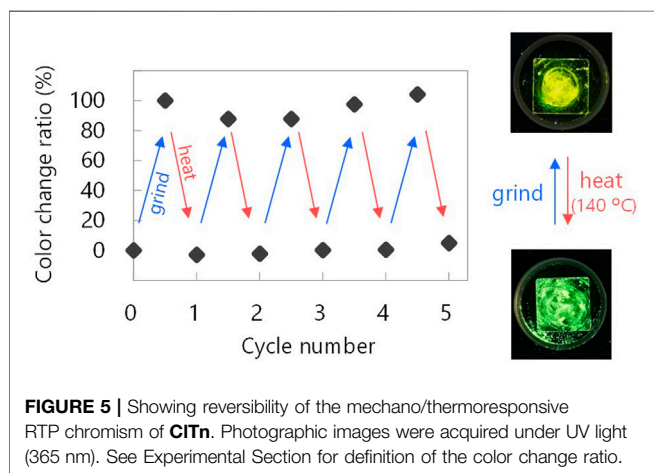 Color change ratio (%)
100
80
60
40
20
0
grind
heat
0 1 2 3 4 5
Cycle number
grind
heat
(140 °C)
FIGURE 5 | Showing reversibility of the mechano/thermoresponsive
RTP chromism of CITn. Photographic images were acquired under UV light
(365 nm). See Experimental Section for definition of the color change ratio.